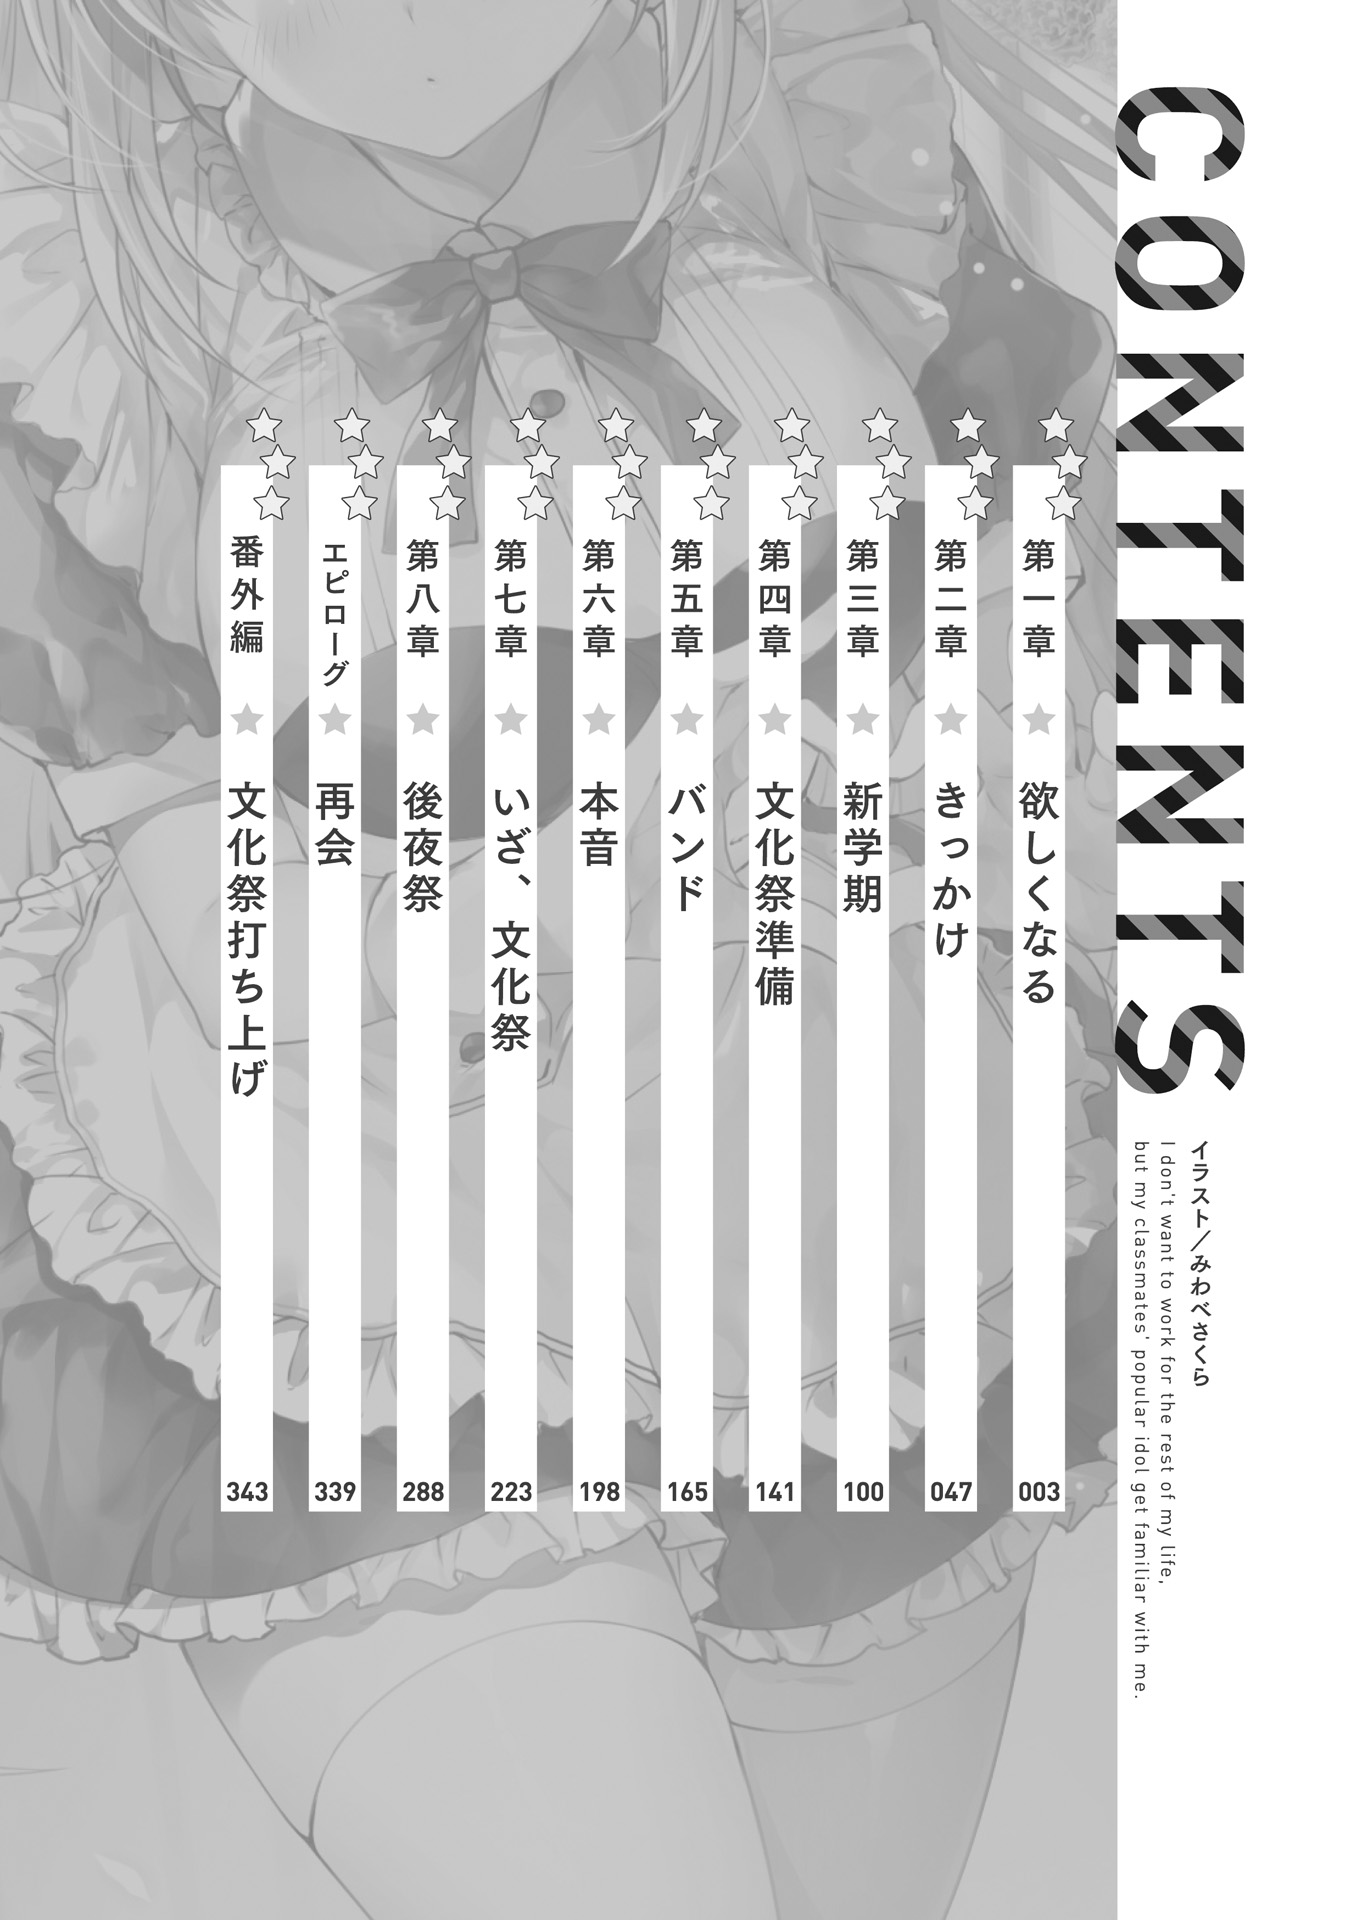 CONTENTS
イラスト／みわべさくら
I don't want to work for the rest of my life,
but my classmates' popular idol get familiar with me.
第一章 ★ 欲しくなる 003
第二章 ★ きっかけ 047
第三章 ★ 新学期 100
第四章 ★ 文化祭準備 141
第五章 ★ バンド 165
第六章 ★ 本音 198
第七章 ★ いざ、文化祭 223
第八章 ★ 後夜祭 288
エピローグ ★ 再会 339
番外編 ★ 文化祭打ち上げ 343